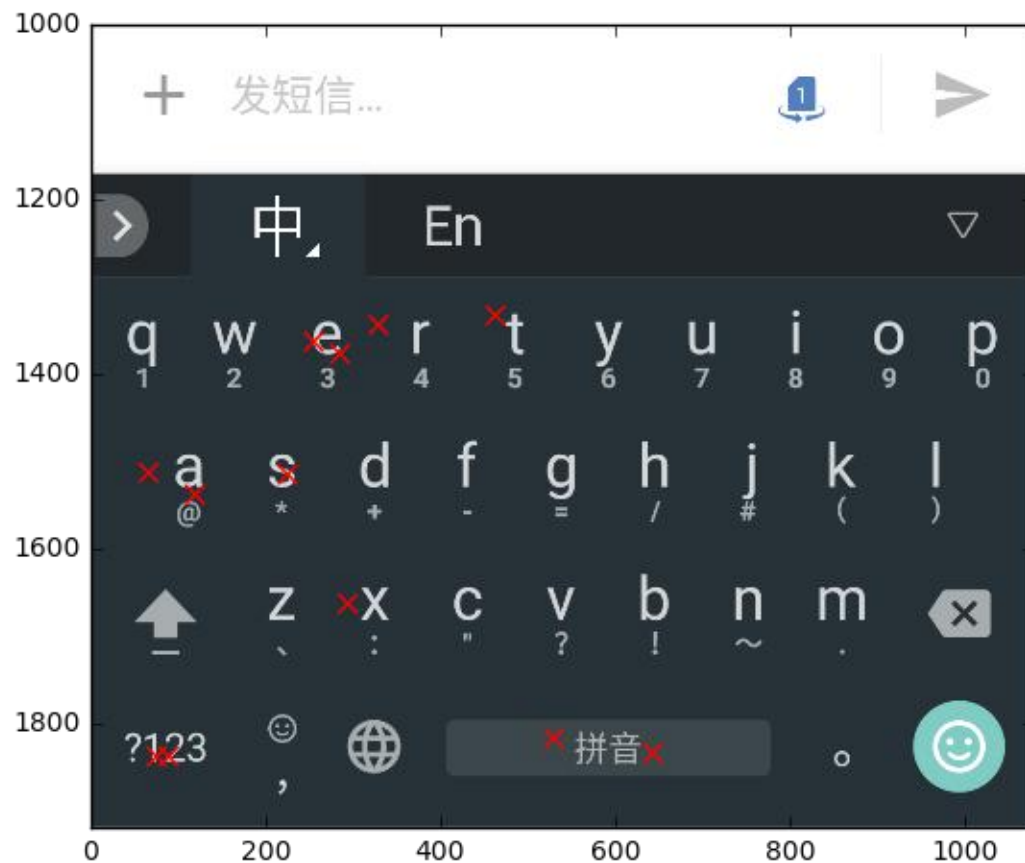 1000
发短信...
1
1200
中 En
q w e r t y u i o p
1 2 3 4 5 6 7 8 9 0
1400
a s d f g h j k l
@ * + - = / # ( )
1600
z x c v b n m
、 : " ? ! ～ .
1800
?123 , 拼音 。
0 200 400 600 800 1000